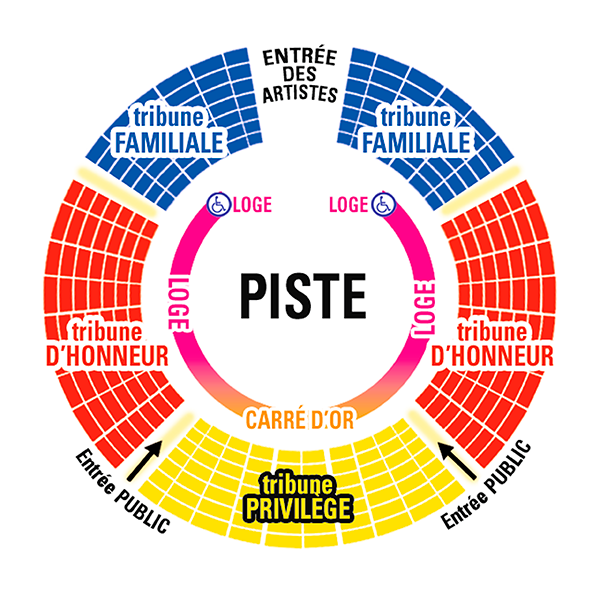 ENTRÉE
DES
ARTISTES
tribune
FAMILIALE
tribune
FAMILIALE
LOGE
LOGE
LOGE
PISTE
LOGE
tribune
D'HONNEUR
tribune
D'HONNEUR
CARRÉ D'OR
Entrée PUBLIC
tribune
PRIVILÈGE
Entrée PUBLIC